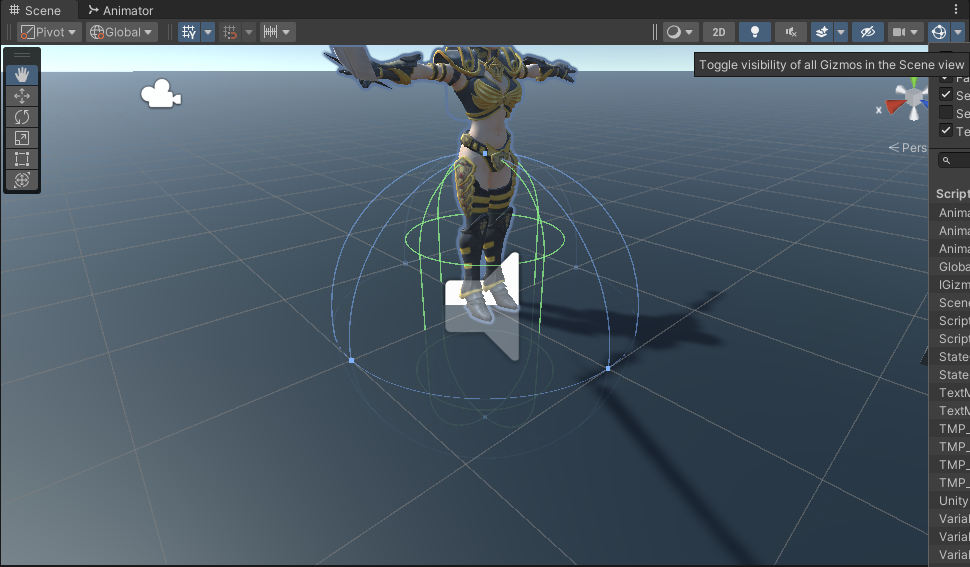 Scene Animator
Pivot Global 2D
Toggle visibility of all Gizmos in the Scene view
Fa
x Se
Se
Te
Pers
Script
Anima
Anima
Anima
Globa
IGizm
Scene
Script
Script
State
State
TextM
TextM
TMP_
TMP_
TMP_
TMP_
Unity
Varial
Varial
Varial